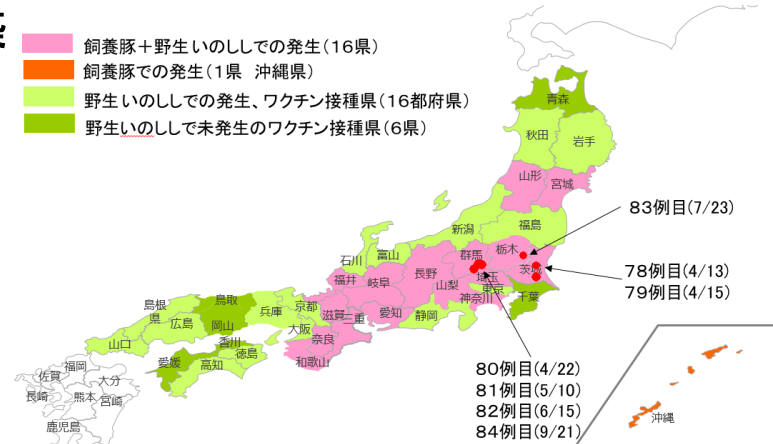 飼養豚＋野生いのししでの発生（16県）
飼養豚での発生（1県　沖縄県）
野生いのししでの発生、ワクチン接種県（16都府県）
野生いのししで未発生のワクチン接種県（6県）
青森
秋田
岩手
山形
宮城
83例目（7/23）
新潟
福島
石川
富山
群馬
栃木
福井
岐阜
長野
埼玉
茨城
78例目（4/13）
79例目（4/15）
山梨
東京
神奈川
千葉
島根県
鳥取
兵庫
京都
滋賀
三重
愛知
静岡
広島
岡山
大阪
奈良
山口
香川
和歌山
愛媛
高知
徳島
福岡
佐賀
大分
長崎
熊本
宮崎
鹿児島
80例目（4/22）
81例目（5/10）
82例目（6/15）
84例目（9/21）
沖縄